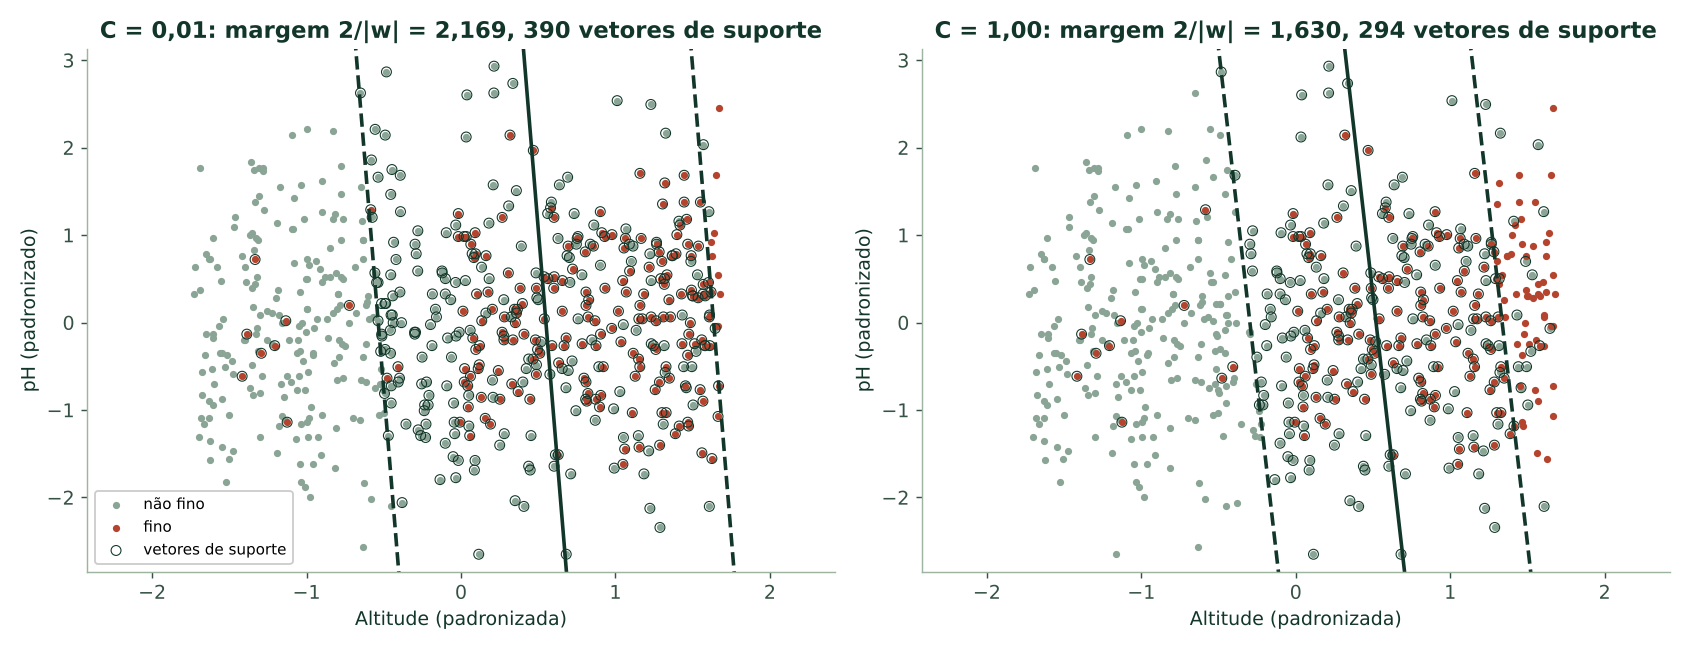 C = 0,01: margem 2/|w| = 2,169, 390 vetores de suporte
3
2
1
0
−1
−2
pH (padronizado)
não fino
fino
vetores de suporte
−2
−1
0
1
2
Altitude (padronizada)
C = 1,00: margem 2/|w| = 1,630, 294 vetores de suporte
3
2
1
0
−1
−2
pH (padronizado)
−2
−1
0
1
2
Altitude (padronizada)